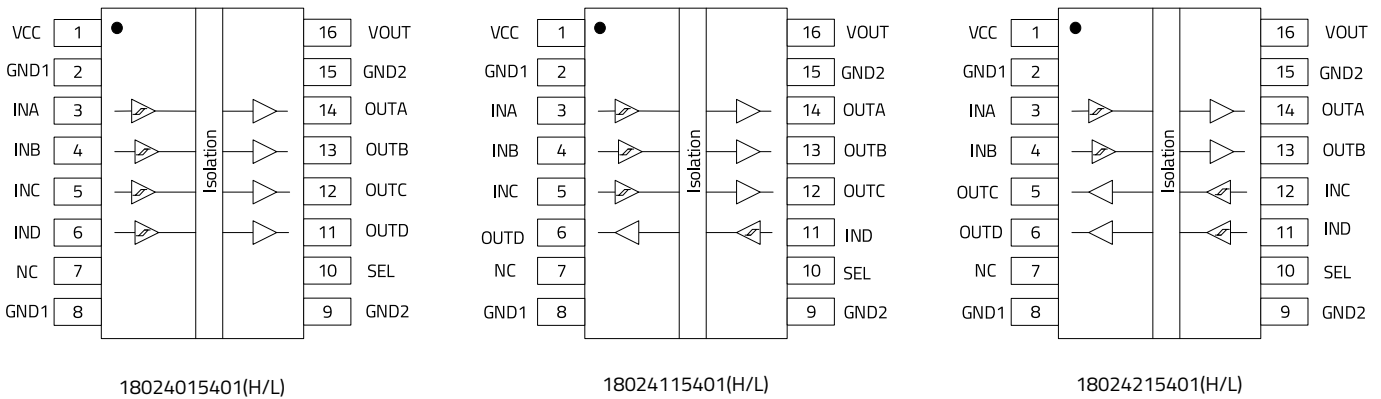 VCC 1 16 VOUT
GND1 2 15 GND2
INA 3 14 OUTA
INB 4 13 OUTB
INC 5 12 OUTC
IND 6 11 OUTD
NC 7 10 SEL
GND1 8 9 GND2
Isolation
18024015401(H/L)
VCC 1 16 VOUT
GND1 2 15 GND2
INA 3 14 OUTA
INB 4 13 OUTB
INC 5 12 OUTC
OUTD 6 11 IND
NC 7 10 SEL
GND1 8 9 GND2
Isolation
18024115401(H/L)
VCC 1 16 VOUT
GND1 2 15 GND2
INA 3 14 OUTA
INB 4 13 OUTB
OUTC 5 12 INC
OUTD 6 11 IND
NC 7 10 SEL
GND1 8 9 GND2
Isolation
18024215401(H/L)